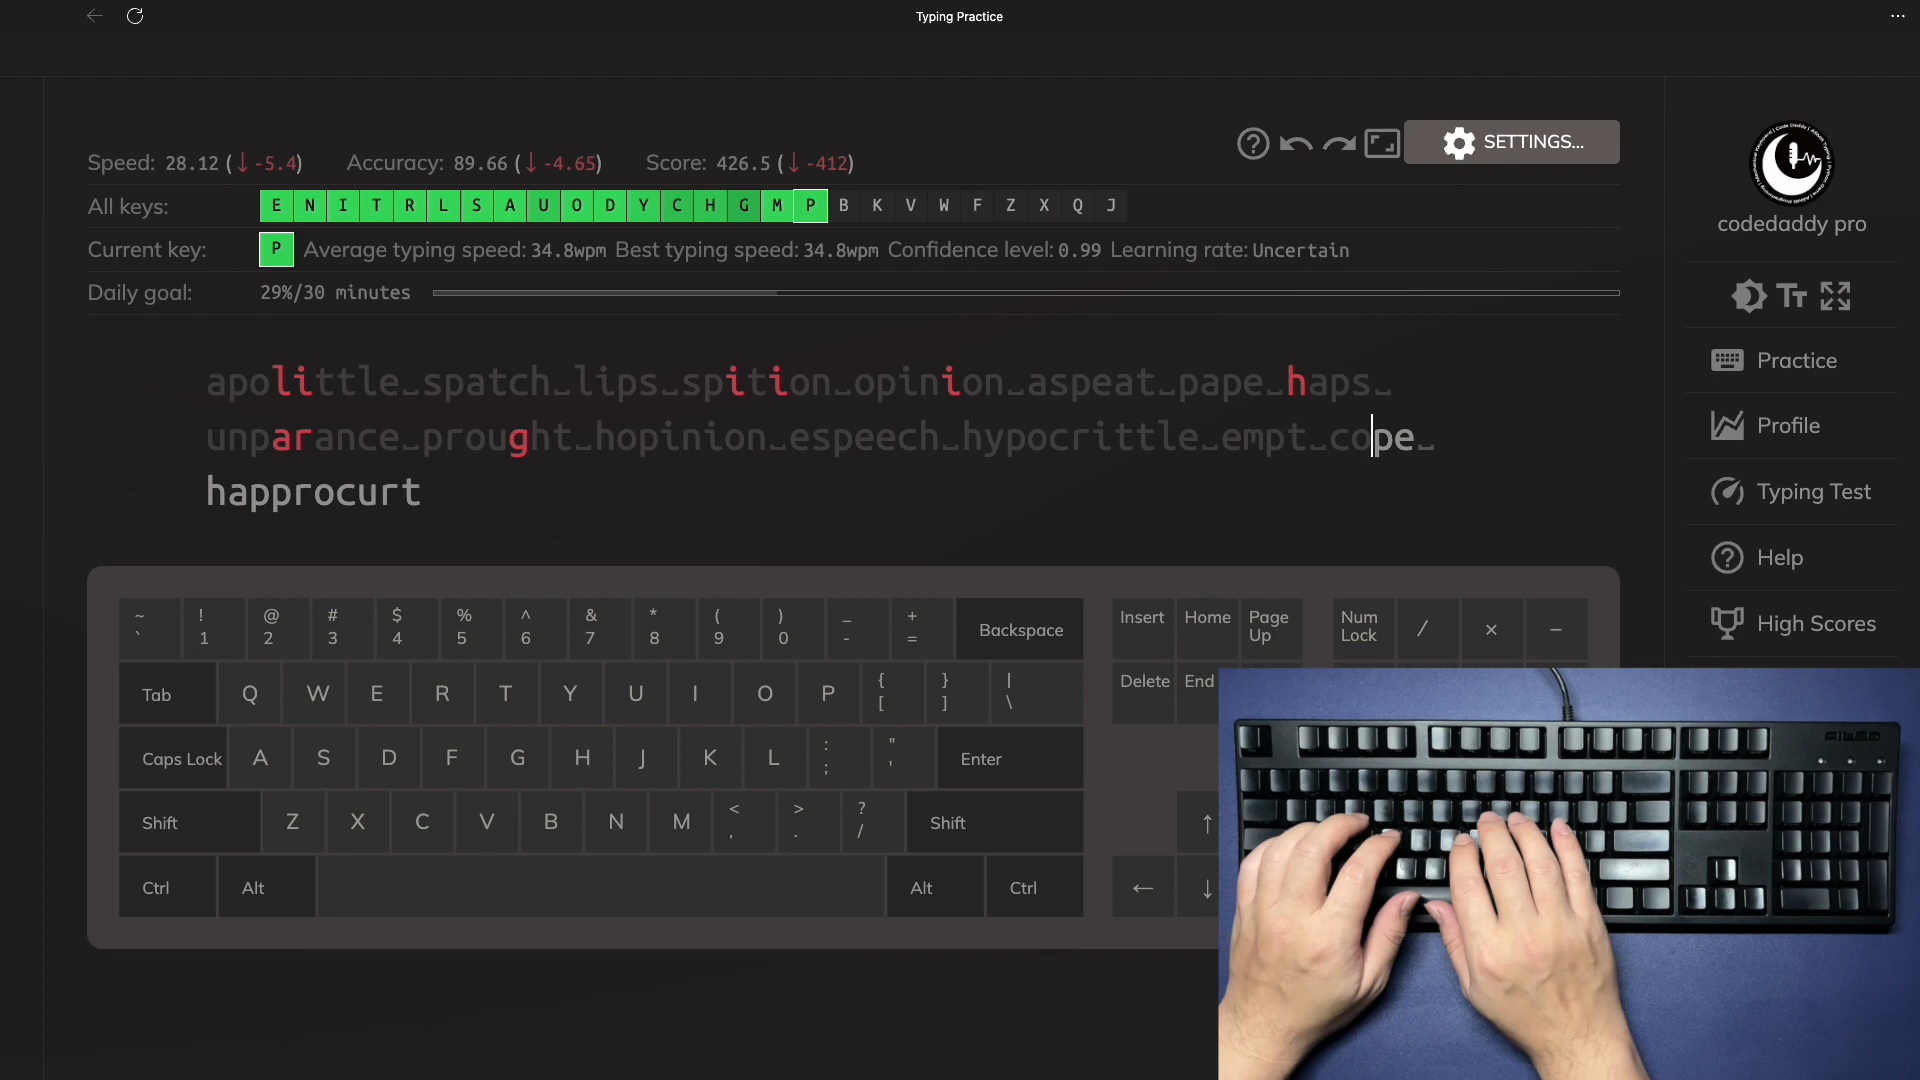 Typing Practice
Speed: 28.12 (↓ -5.4) Accuracy: 89.66 (↓ -4.65) Score: 426.5 (↓ -412)
SETTINGS...
All keys: E N I T R L S A U O D Y C H G M P B K V W F Z X Q J
Current key: P Average typing speed: 34.8wpm Best typing speed: 34.8wpm Confidence level: 0.99 Learning rate: Uncertain
Daily goal: 29%/30 minutes
apolittle␣spatch␣lips␣spition␣opinion␣aspeat␣pape␣haps␣
unparance␣prought␣hopinion␣espeech␣hypocrittle␣empt␣cope␣
happrocurt
codedaddy pro
Practice
Profile
Typing Test
Help
High Scores
~ ! @ # $ % ^ & * ( ) _ +
` 1 2 3 4 5 6 7 8 9 0 - = Backspace
Insert Home Page Up Num Lock / × −
Tab Q W E R T Y U I O P { [ } ] | \
Delete End
Caps Lock A S D F G H J K L : ; " ' Enter
Shift Z X C V B N M < , > . ? / Shift
↑
Ctrl Alt Alt Ctrl
← ↓